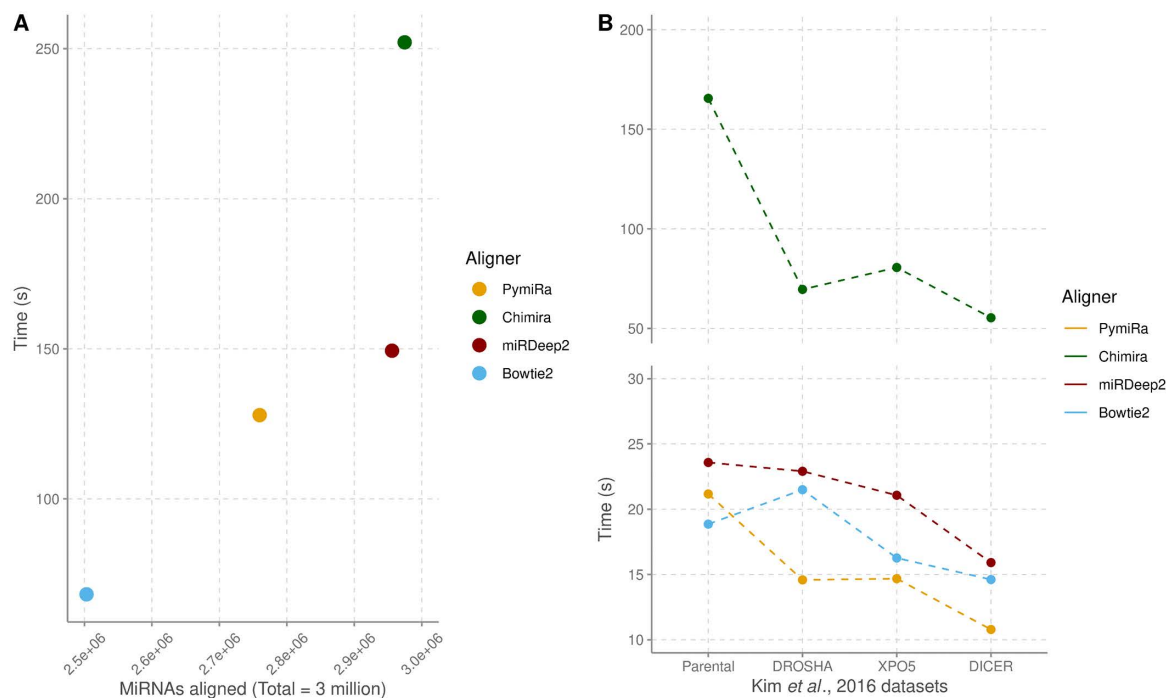 A
Time (s)
250
200
150
100
2.5e+06
2.6e+06
2.7e+06
2.8e+06
2.9e+06
3.0e+06
MiRNAs aligned (Total = 3 million)
Aligner
PymiRa
Chimira
miRDeep2
Bowtie2
B
200
150
100
50
30
25
20
15
10
Time (s)
Parental
DROSHA
XPO5
DICER
Kim et al., 2016 datasets
Aligner
PymiRa
Chimira
miRDeep2
Bowtie2